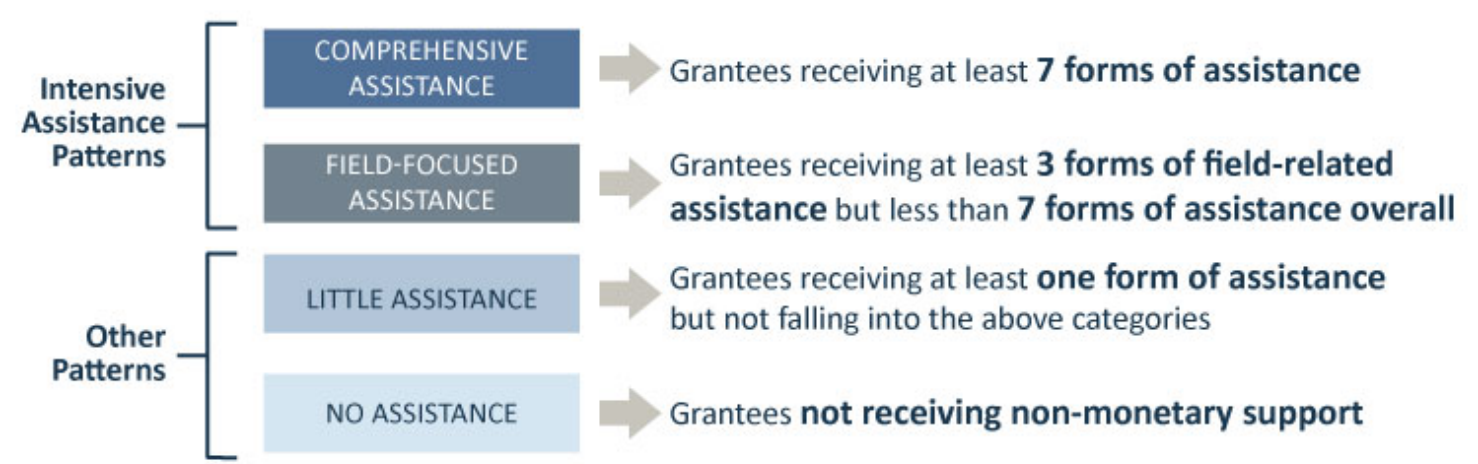 Intensive
Assistance
Patterns
COMPREHENSIVE
ASSISTANCE
Grantees receiving at least 7 forms of assistance
FIELD-FOCUSED
ASSISTANCE
Grantees receiving at least 3 forms of field-related
assistance but less than 7 forms of assistance overall
Other
Patterns
LITTLE ASSISTANCE
Grantees receiving at least one form of assistance
but not falling into the above categories
NO ASSISTANCE
Grantees not receiving non-monetary support